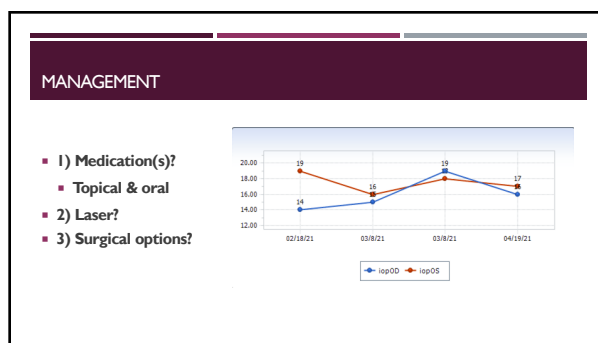 MANAGEMENT
1) Medication(s)?
Topical & oral
2) Laser?
3) Surgical options?
20.00
18.00
16.00
14.00
12.00
19
14
16
19
17
02/18/21
03/8/21
03/8/21
04/19/21
iopOD
iopOS